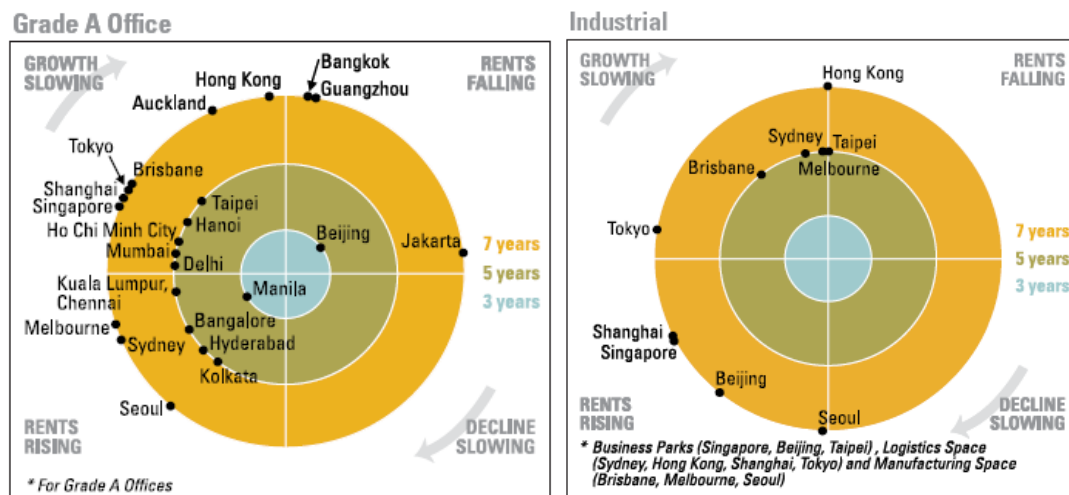 Grade A Office
GROWTH
SLOWING
RENTS
FALLING
Bangkok
Hong Kong
Guangzhou
Auckland
Tokyo
Brisbane
Shanghai
Singapore
Taipei
Hanoi
Ho Chi Minh City
Mumbai
Delhi
Beijing
Jakarta
7 years
5 years
3 years
Kuala Lumpur,
Chennai
Manila
Melbourne
Bangalore
Sydney
Hyderabad
Kolkata
Seoul
RENTS
RISING
DECLINE
SLOWING
* For Grade A Offices
Industrial
GROWTH
SLOWING
RENTS
FALLING
Hong Kong
Sydney
Taipei
Brisbane
Melbourne
Tokyo
7 years
5 years
3 years
Shanghai
Singapore
Beijing
Seoul
RENTS
RISING
DECLINE
SLOWING
* Business Parks (Singapore, Beijing, Taipei) , Logistics Space
(Sydney, Hong Kong, Shanghai, Tokyo) and Manufacturing Space
(Brisbane, Melbourne, Seoul)